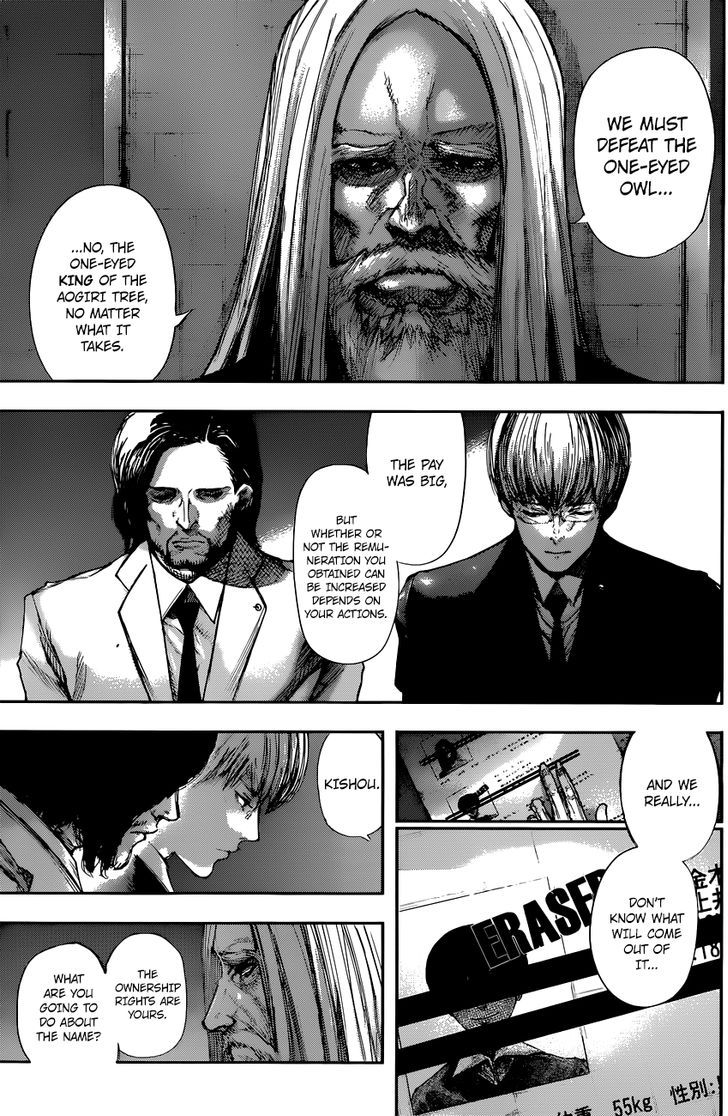 WE MUST
DEFEAT THE
ONE-EYED
OWL...
...NO, THE
ONE-EYED
KING OF THE
AOGIRI TREE,
NO MATTER
WHAT IT
TAKES.
THE PAY
WAS BIG,
BUT
WHETHER OR
NOT THE REMU-
NERATION YOU
OBTAINED CAN
BE INCREASED
DEPENDS ON
YOUR ACTIONS.
AND WE
REALLY...
ERASED
金木
DON'T
KNOW WHAT
WILL COME
OUT OF
IT...
55kg 性別:
KISHOU.
THE
OWNERSHIP
RIGHTS ARE
YOURS.
WHAT
ARE YOU
GOING TO
DO ABOUT
THE NAME?